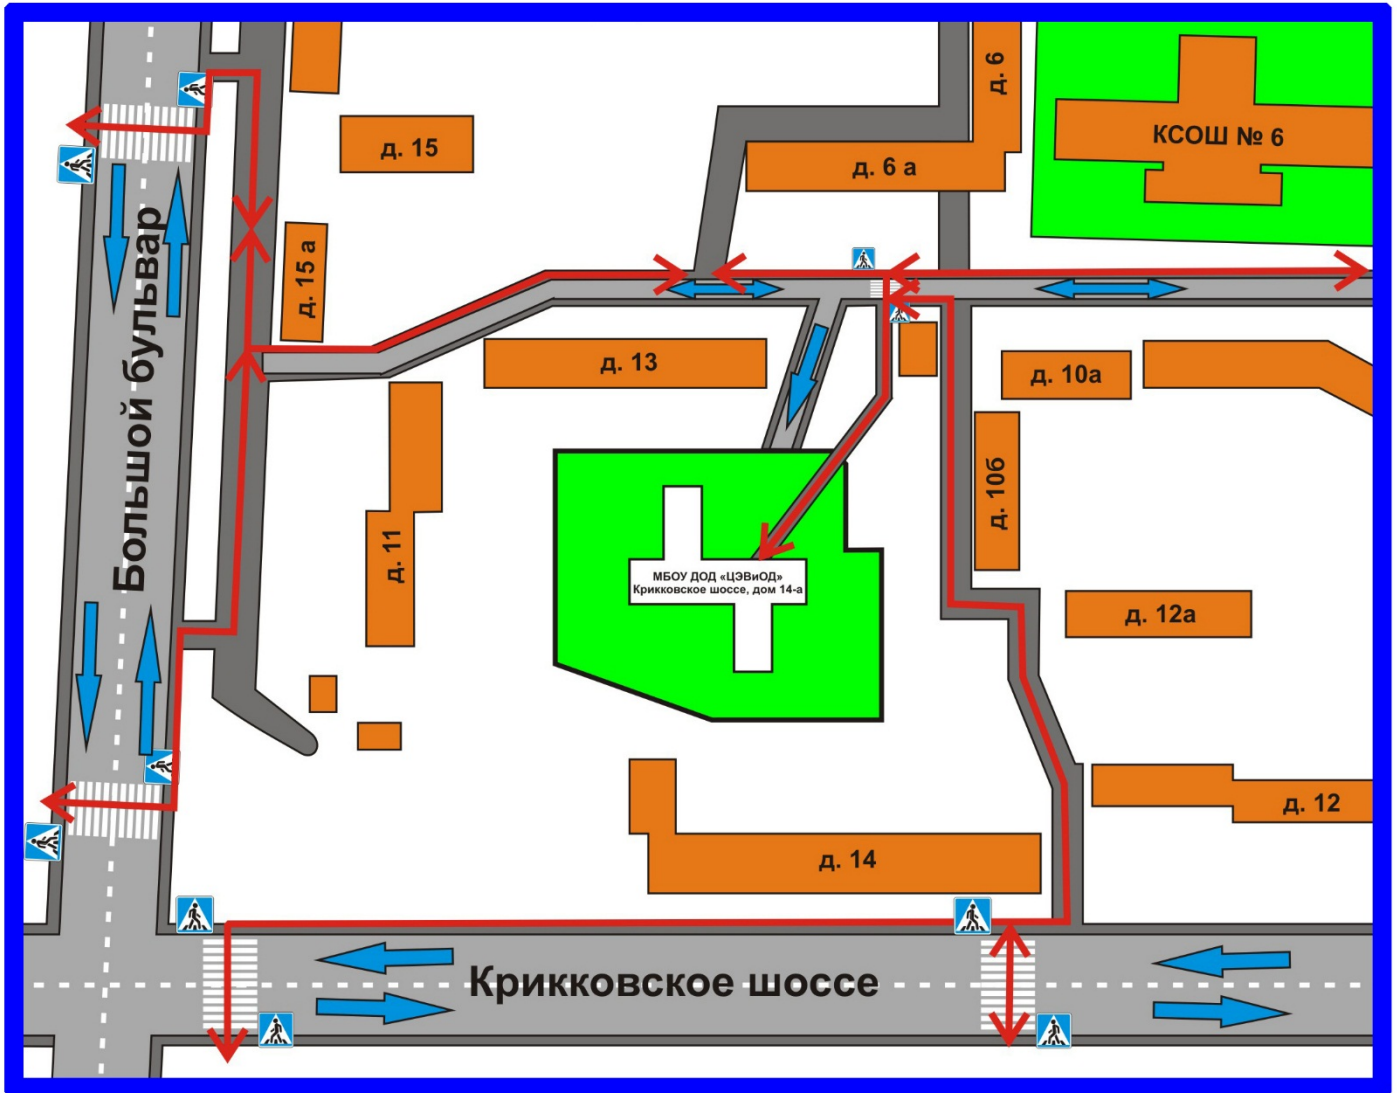 д. 6
КСОШ № 6
д. 15
д. 6 а
Большой бульвар
д. 15 а
д. 13
д. 10а
д. 10б
д. 11
МБОУ ДОД «ЦЭВиОД»
Крикковское шоссе, дом 14-а
д. 12а
д. 12
д. 14
Крикковское шоссе